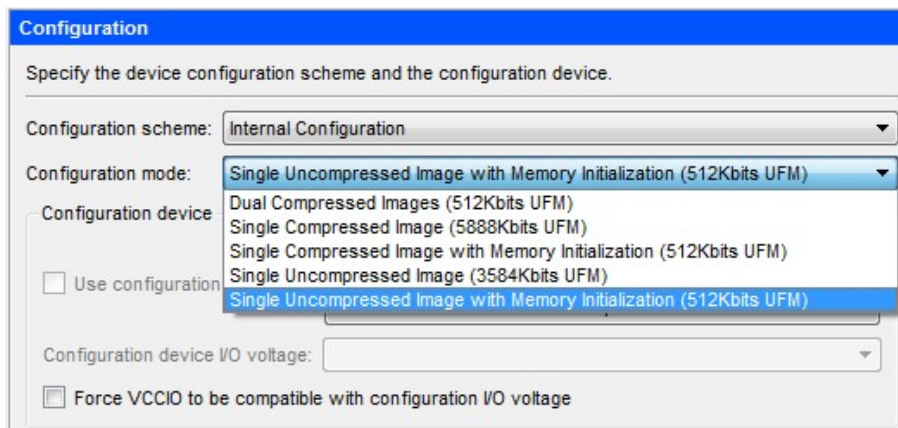 Configuration
Specify the device configuration scheme and the configuration device.
Configuration scheme: Internal Configuration
Configuration mode: Single Uncompressed Image with Memory Initialization (512Kbits UFM)
Dual Compressed Images (512Kbits UFM)
Configuration device
Single Compressed Image (5888Kbits UFM)
Single Compressed Image with Memory Initialization (512Kbits UFM)
Use configuration
Single Uncompressed Image (3584Kbits UFM)
Single Uncompressed Image with Memory Initialization (512Kbits UFM)
Configuration device I/O voltage:
Force VCCIO to be compatible with configuration I/O voltage